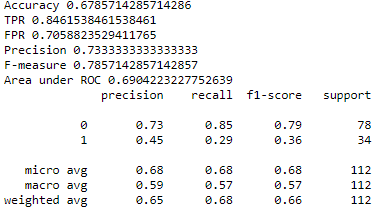 Accuracy 0.6785714285714286
TPR 0.8461538461538461
FPR 0.7058823529411765
Precision 0.7333333333333333
F-measure 0.7857142857142857
Area under ROC 0.6904223227752639
precision recall f1-score support
0 0.73 0.85 0.79 78
1 0.45 0.29 0.36 34
micro avg 0.68 0.68 0.68 112
macro avg 0.59 0.57 0.57 112
weighted avg 0.65 0.68 0.66 112